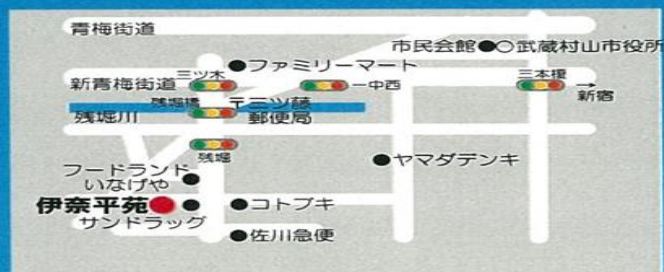 青梅街道
市民会館●○武蔵村山市役所
●ファミリーマート
三ツ木
新青梅街道
一中西
三本榎
→
新宿
残堀橋
〒三ツ藤
郵便局
残堀川
残堀
●ヤマダデンキ
フードランド
いなげや●
伊奈平苑●
●コトブキ
サンドラッグ
●佐川急便